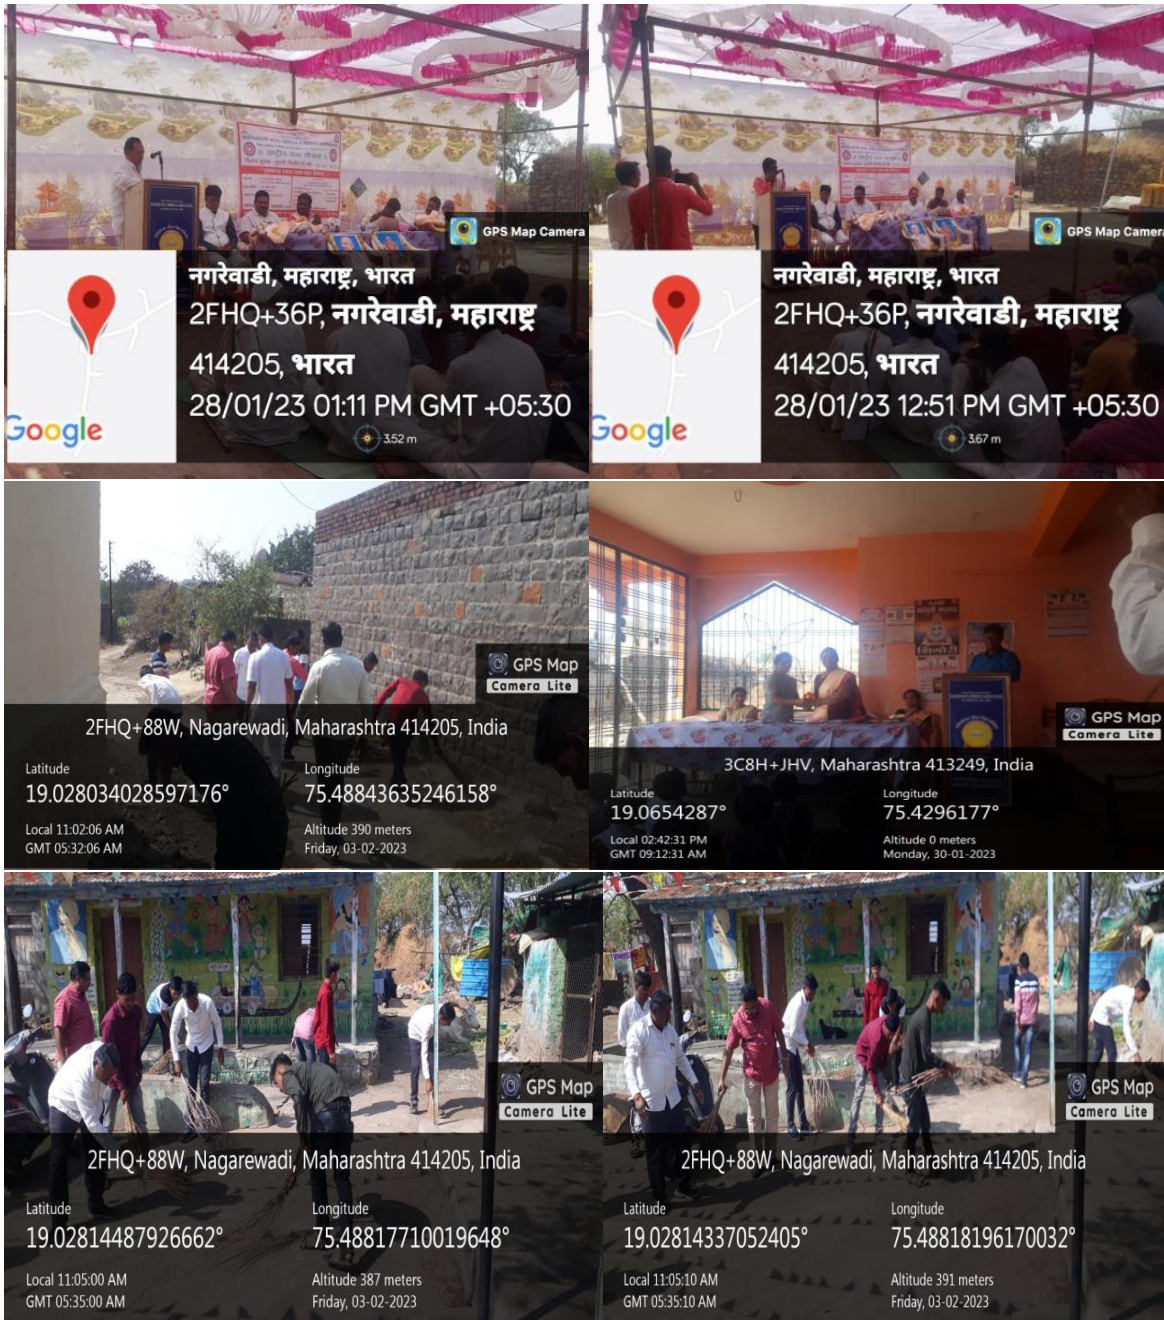 GPS Map Camera
नगरेवाडी, महाराष्ट्र, भारत
2FHQ+36P, नगरेवाडी, महाराष्ट्र
414205, भारत
28/01/23 01:11 PM GMT +05:30
3.52 m
Google
GPS Map Camera
नगरेवाडी, महाराष्ट्र, भारत
2FHQ+36P, नगरेवाडी, महाराष्ट्र
414205, भारत
28/01/23 12:51 PM GMT +05:30
3.67 m
Google
GPS Map
Camera Lite
2FHQ+88W, Nagarewadi, Maharashtra 414205, India
Latitude
Longitude
19.028034028597176°
75.48843635246158°
Local 11:02:06 AM
Altitude 390 meters
GMT 05:32:06 AM
Friday, 03-02-2023
GPS Map
Camera Lite
3C8H+JHV, Maharashtra 413249, India
Latitude
Longitude
19.0654287°
75.4296177°
Local 02:42:31 PM
Altitude 0 meters
GMT 09:12:31 AM
Monday, 30-01-2023
GPS Map
Camera Lite
2FHQ+88W, Nagarewadi, Maharashtra 414205, India
Latitude
Longitude
19.02814487926662°
75.48817710019648°
Local 11:05:00 AM
Altitude 387 meters
GMT 05:35:00 AM
Friday, 03-02-2023
GPS Map
Camera Lite
2FHQ+88W, Nagarewadi, Maharashtra 414205, India
Latitude
Longitude
19.02814337052405°
75.48818196170032°
Local 11:05:10 AM
Altitude 391 meters
GMT 05:35:10 AM
Friday, 03-02-2023